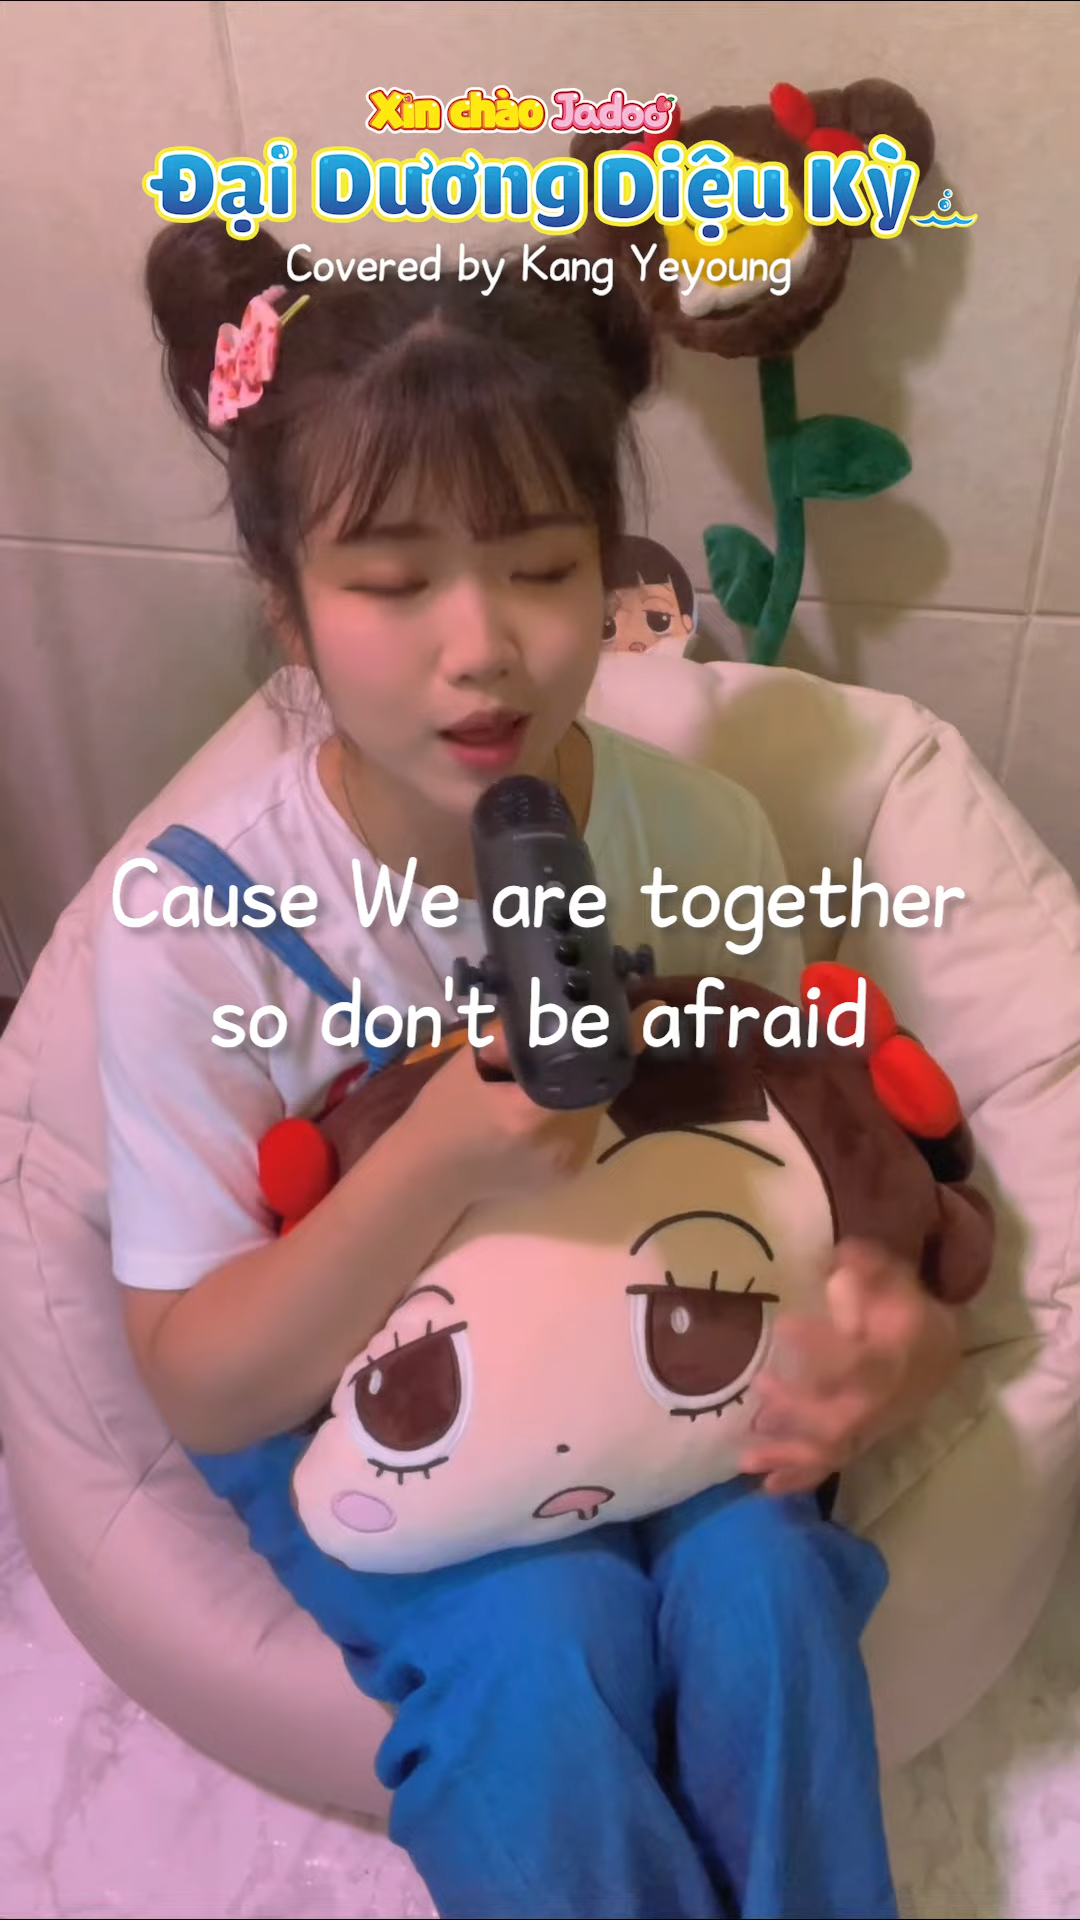 Xin chào Jadoo
Đại Dương Diệu Kỳ
Covered by Kang Yeyoung
Cause We are together
so don't be afraid